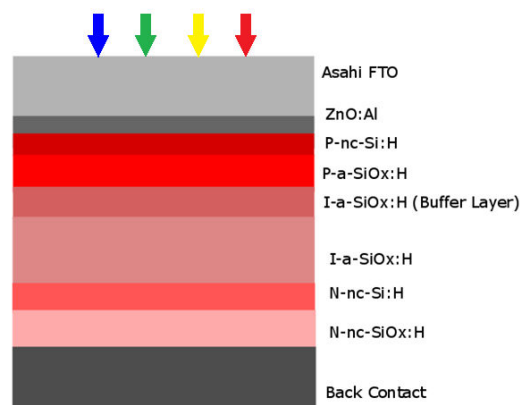 Asahi FTO
ZnO:Al
P-nc-Si:H
P-a-SiOx:H
I-a-SiOx:H (Buffer Layer)
I-a-SiOx:H
N-nc-Si:H
N-nc-SiOx:H
Back Contact